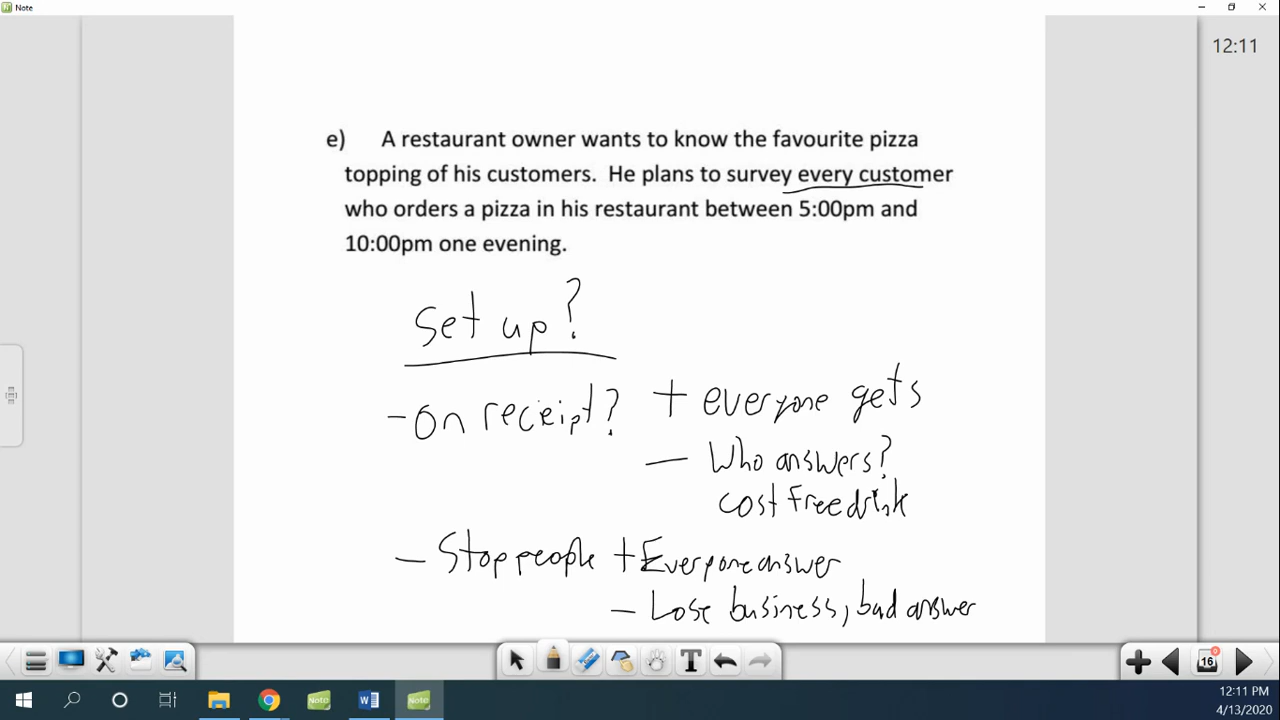 Note
12:11
e) A restaurant owner wants to know the favourite pizza
topping of his customers. He plans to survey every customer
who orders a pizza in his restaurant between 5:00pm and
10:00pm one evening.
Set up?
- On receipt? + everyone gets
- Who answers?
cost free drink
- Stop people + Everyone answer
- Lose business, bad answer
T
16
Note
Note
12:11 PM
4/13/2020